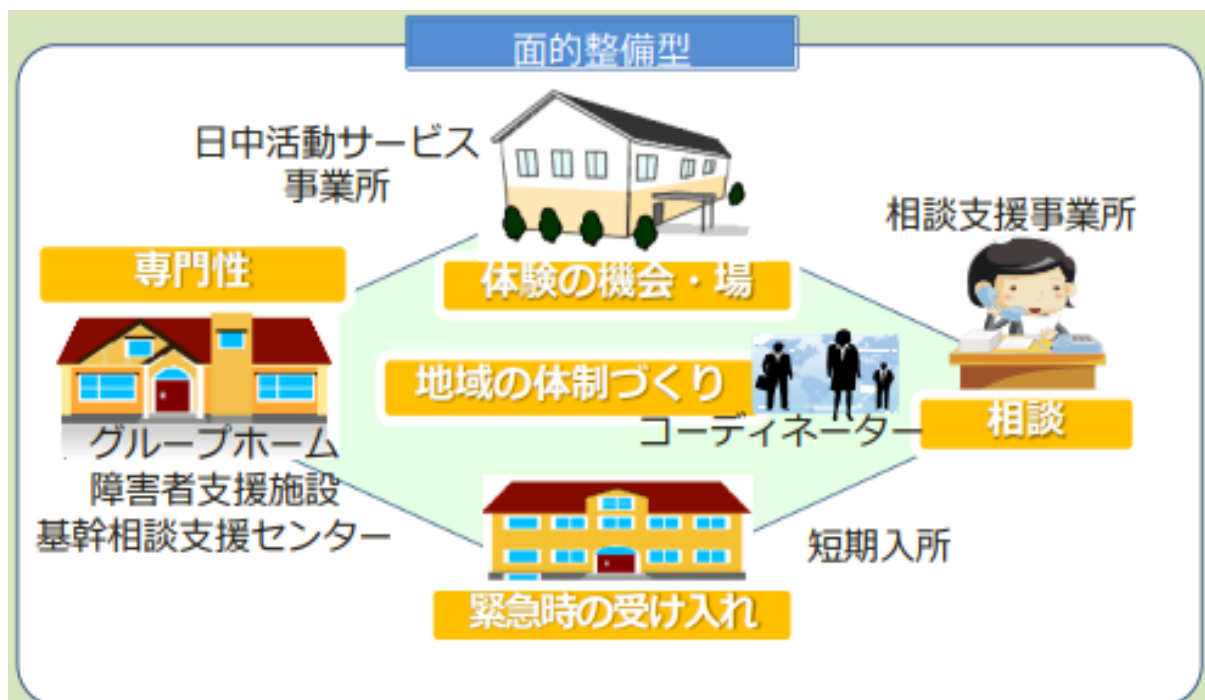 面的整備型
日中活動サービス
事業所
相談支援事業所
専門性
体験の機会・場
地域の体制づくり
コーディネーター
相談
グループホーム
障害者支援施設
基幹相談支援センター
短期入所
緊急時の受け入れ